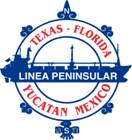 N
TEXAS - FLORIDA
LINEA PENINSULAR
YUCATAN MEXICO
S